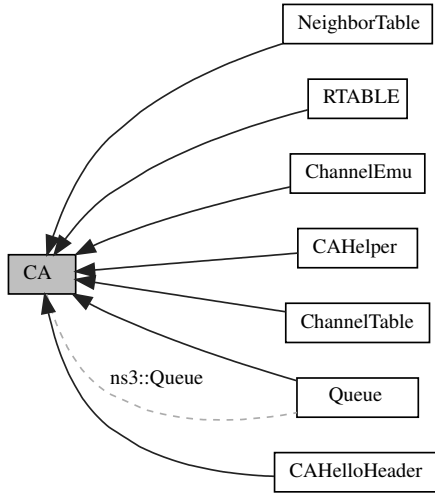 NeighborTable
RTABLE
ChannelEmu
CAHelper
CA
ChannelTable
ns3::Queue
Queue
CAHelloHeader